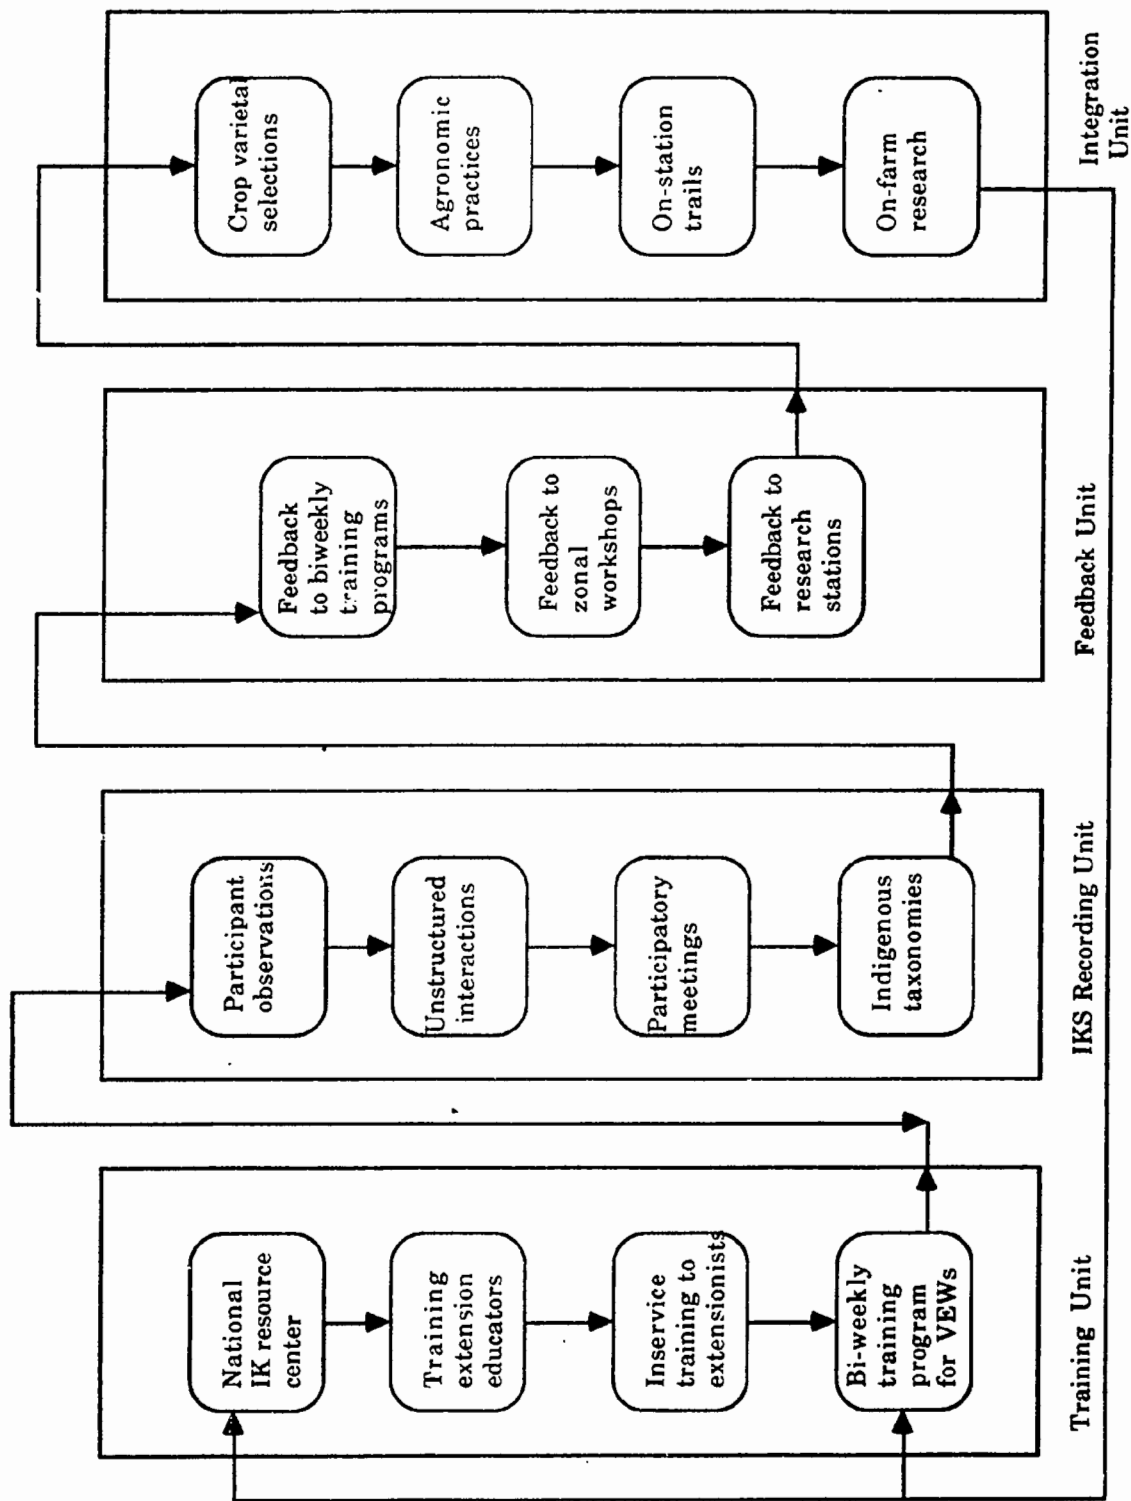 National
IK resource
center
Training
extension
educators
Inservice
training to
extensionists
Bi-weekly
training
program
for VEWs
Training Unit
Participant
observations
Unstructured
interactions
Participatory
meetings
Indigenous
taxonomies
IKS Recording Unit
Feedback
to biweekly
training
programs
Feedback to
zonal
workshops
Feedback to
research
stations
Feedback Unit
Crop varietal
selections
Agronomic
practices
On-station
trails
On-farm
research
Integration
Unit